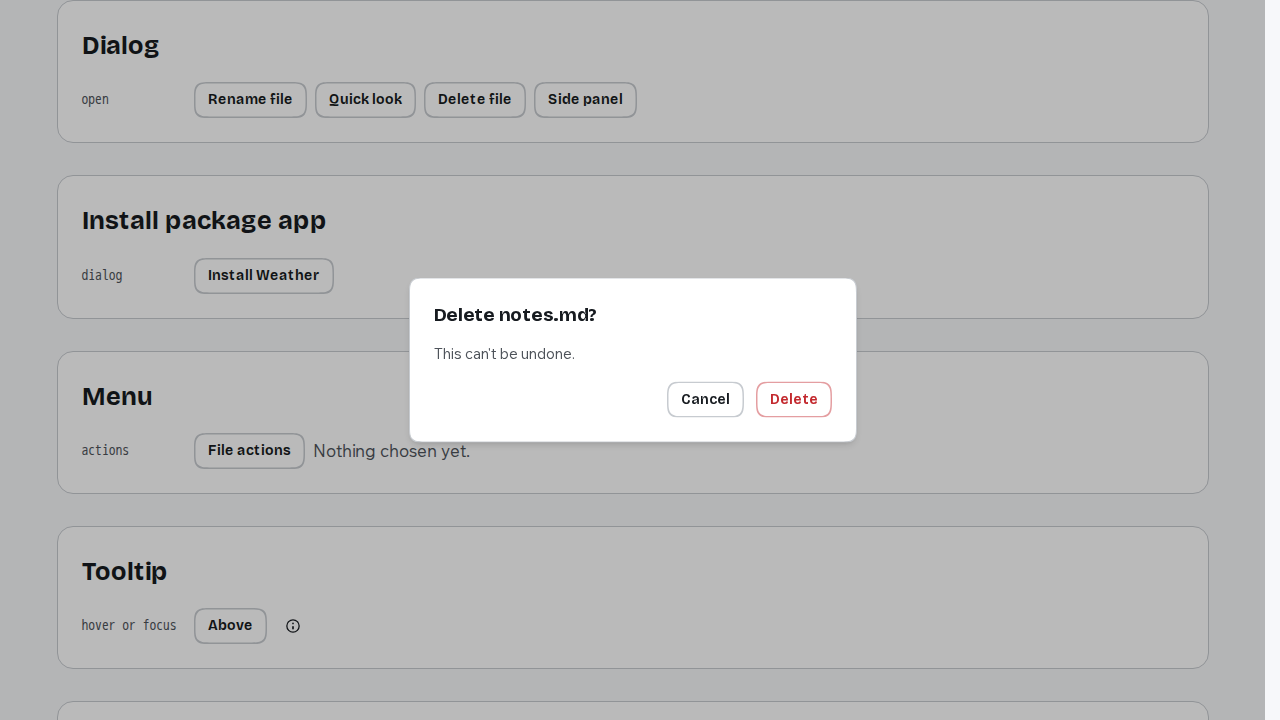 Dialog
open Rename file Quick look Delete file Side panel
Install package app
dialog Install Weather
Delete notes.md?
This can't be undone.
Cancel Delete
Menu
actions File actions Nothing chosen yet.
Tooltip
hover or focus Above